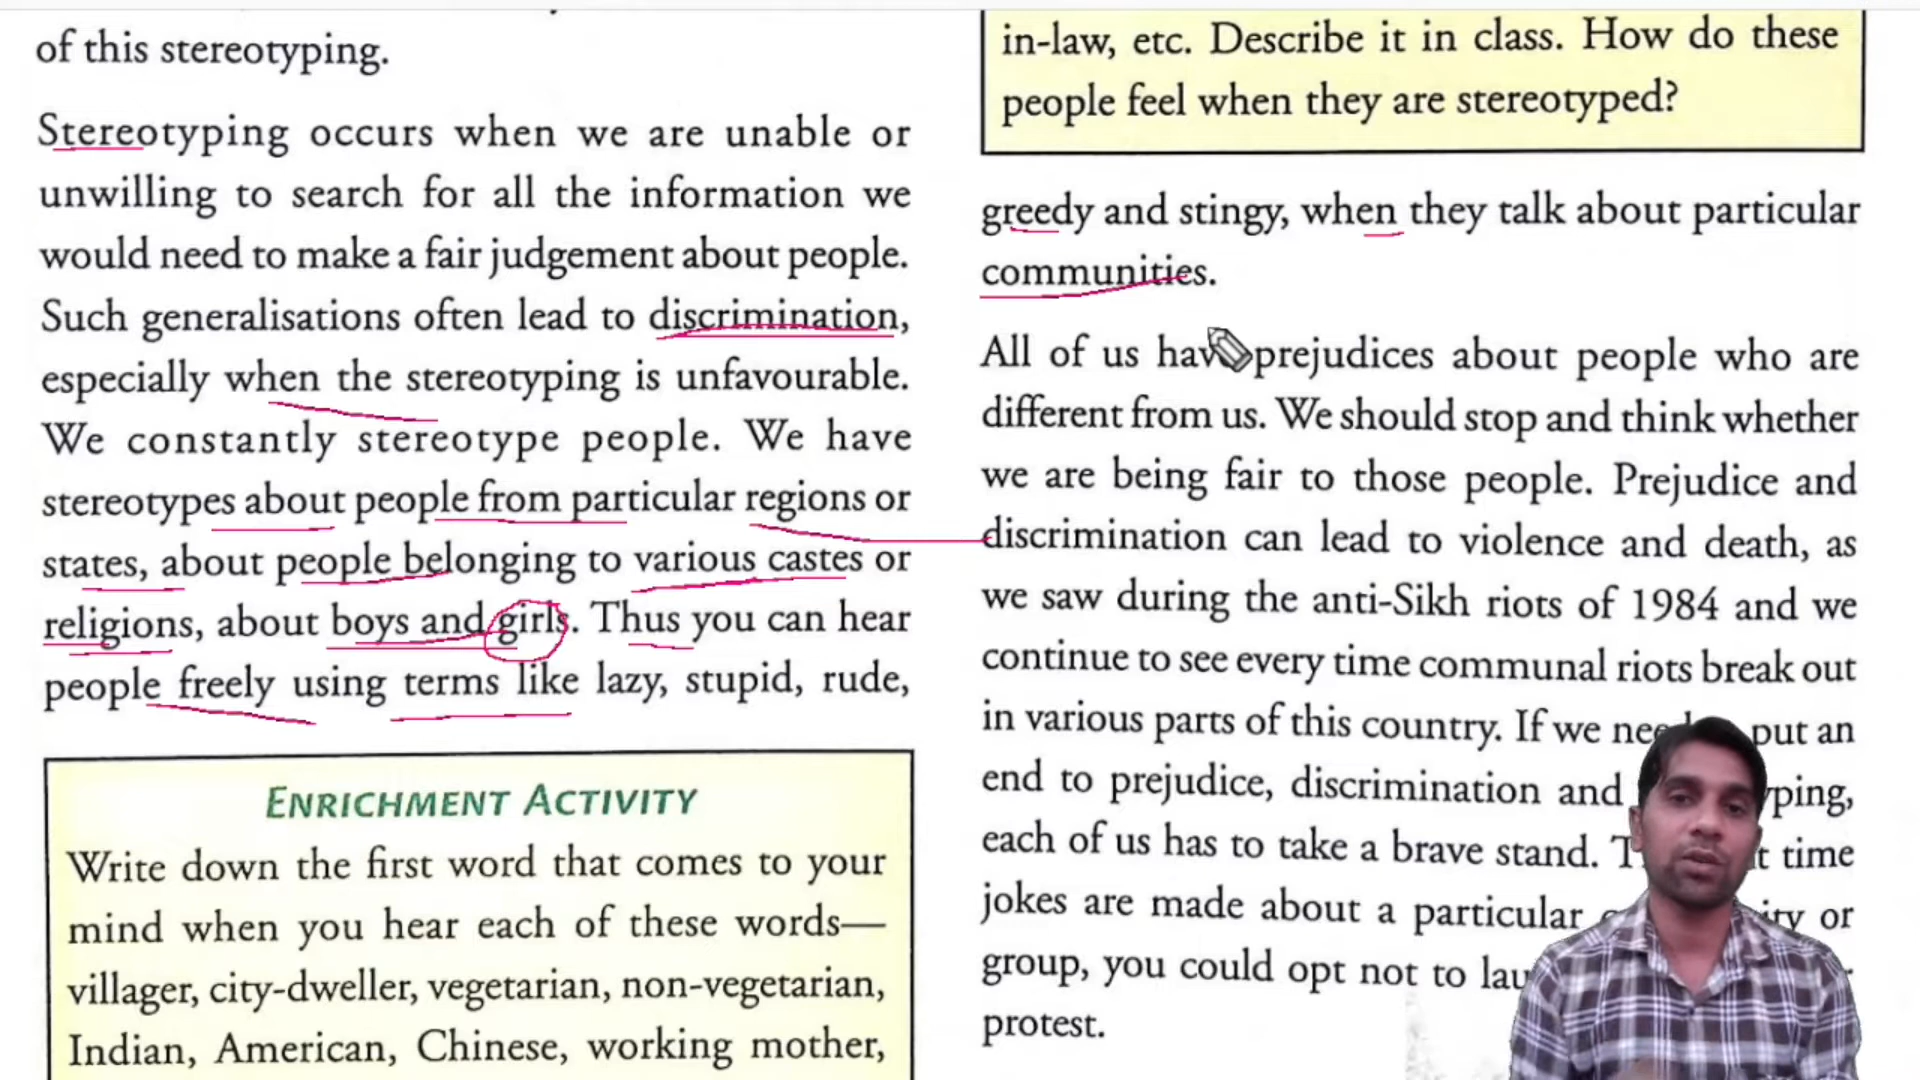 of this stereotyping.
Stereotyping occurs when we are unable or
unwilling to search for all the information we
would need to make a fair judgement about people.
Such generalisations often lead to discrimination,
especially when the stereotyping is unfavourable.
We constantly stereotype people. We have
stereotypes about people from particular regions or
states, about people belonging to various castes or
religions, about boys and girls. Thus you can hear
people freely using terms like lazy, stupid, rude,
ENRICHMENT ACTIVITY
Write down the first word that comes to your
mind when you hear each of these words—
villager, city-dweller, vegetarian, non-vegetarian,
Indian, American, Chinese, working mother,
in-law, etc. Describe it in class. How do these
people feel when they are stereotyped?
greedy and stingy, when they talk about particular
communities.
All of us have prejudices about people who are
different from us. We should stop and think whether
we are being fair to those people. Prejudice and
discrimination can lead to violence and death, as
we saw during the anti-Sikh riots of 1984 and we
continue to see every time communal riots break out
in various parts of this country. If we put an
end to prejudice, discrimination and
each of us has to take a brave stand. time
jokes are made about a particular or
group, you could opt not to
protest.